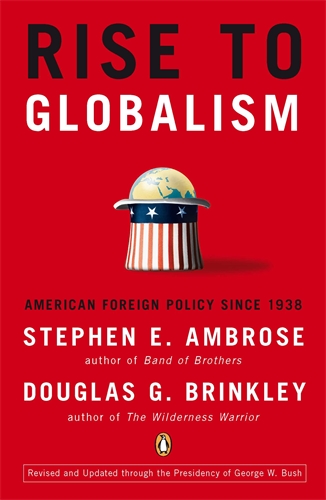 RISE TO
GLOBALISM
AMERICAN FOREIGN POLICY SINCE 1938
STEPHEN E. AMBROSE
author of Band of Brothers
DOUGLAS G. BRINKLEY
author of The Wilderness Warrior
Revised and Updated through the Presidency of George W. Bush